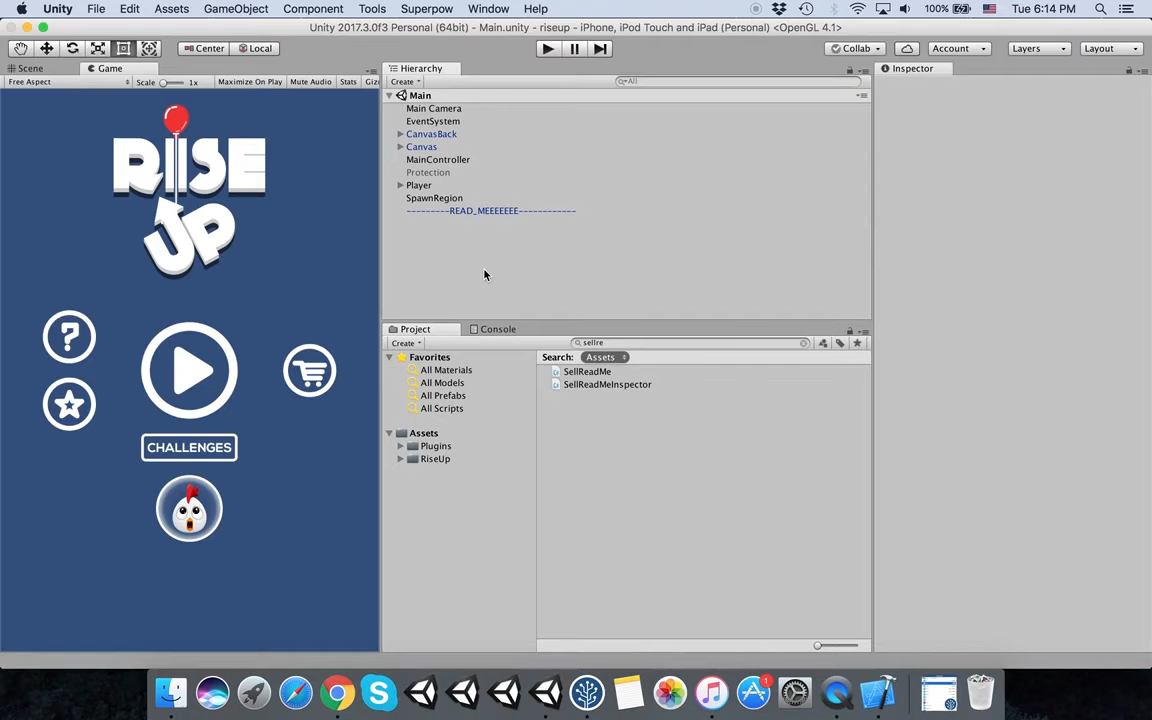 Unity File Edit Assets GameObject Component Tools Superpow Window Help 100% Tue 6:14 PM
Unity 2017.3.0f3 Personal (64bit) - Main.unity - riseup - iPhone, iPod Touch and iPad (Personal) <OpenGL 4.1>
Center Local Collab Account Layers Layout
Scene Game Hierarchy Inspector
Free Aspect Scale 1x Maximize On Play Mute Audio Stats Giz Create All
Main
Main Camera
EventSystem
CanvasBack
Canvas
MainController
Protection
Player
SpawnRegion
---------READ_MEEEEEEE------------
RISE
UP
?
CHALLENGES
Project Console
Create sellre
Favorites Search: Assets
All Materials SellReadMe
All Models SellReadMeInspector
All Prefabs
All Scripts
Assets
Plugins
RiseUp
1